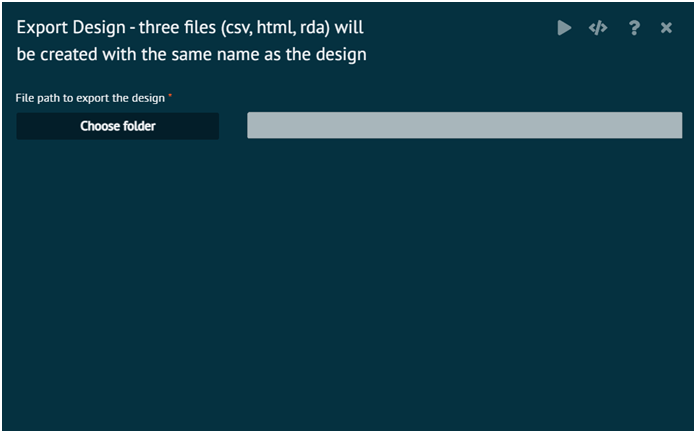 Export Design - three files (csv, html, rda) will
be created with the same name as the design
File path to export the design *
Choose folder